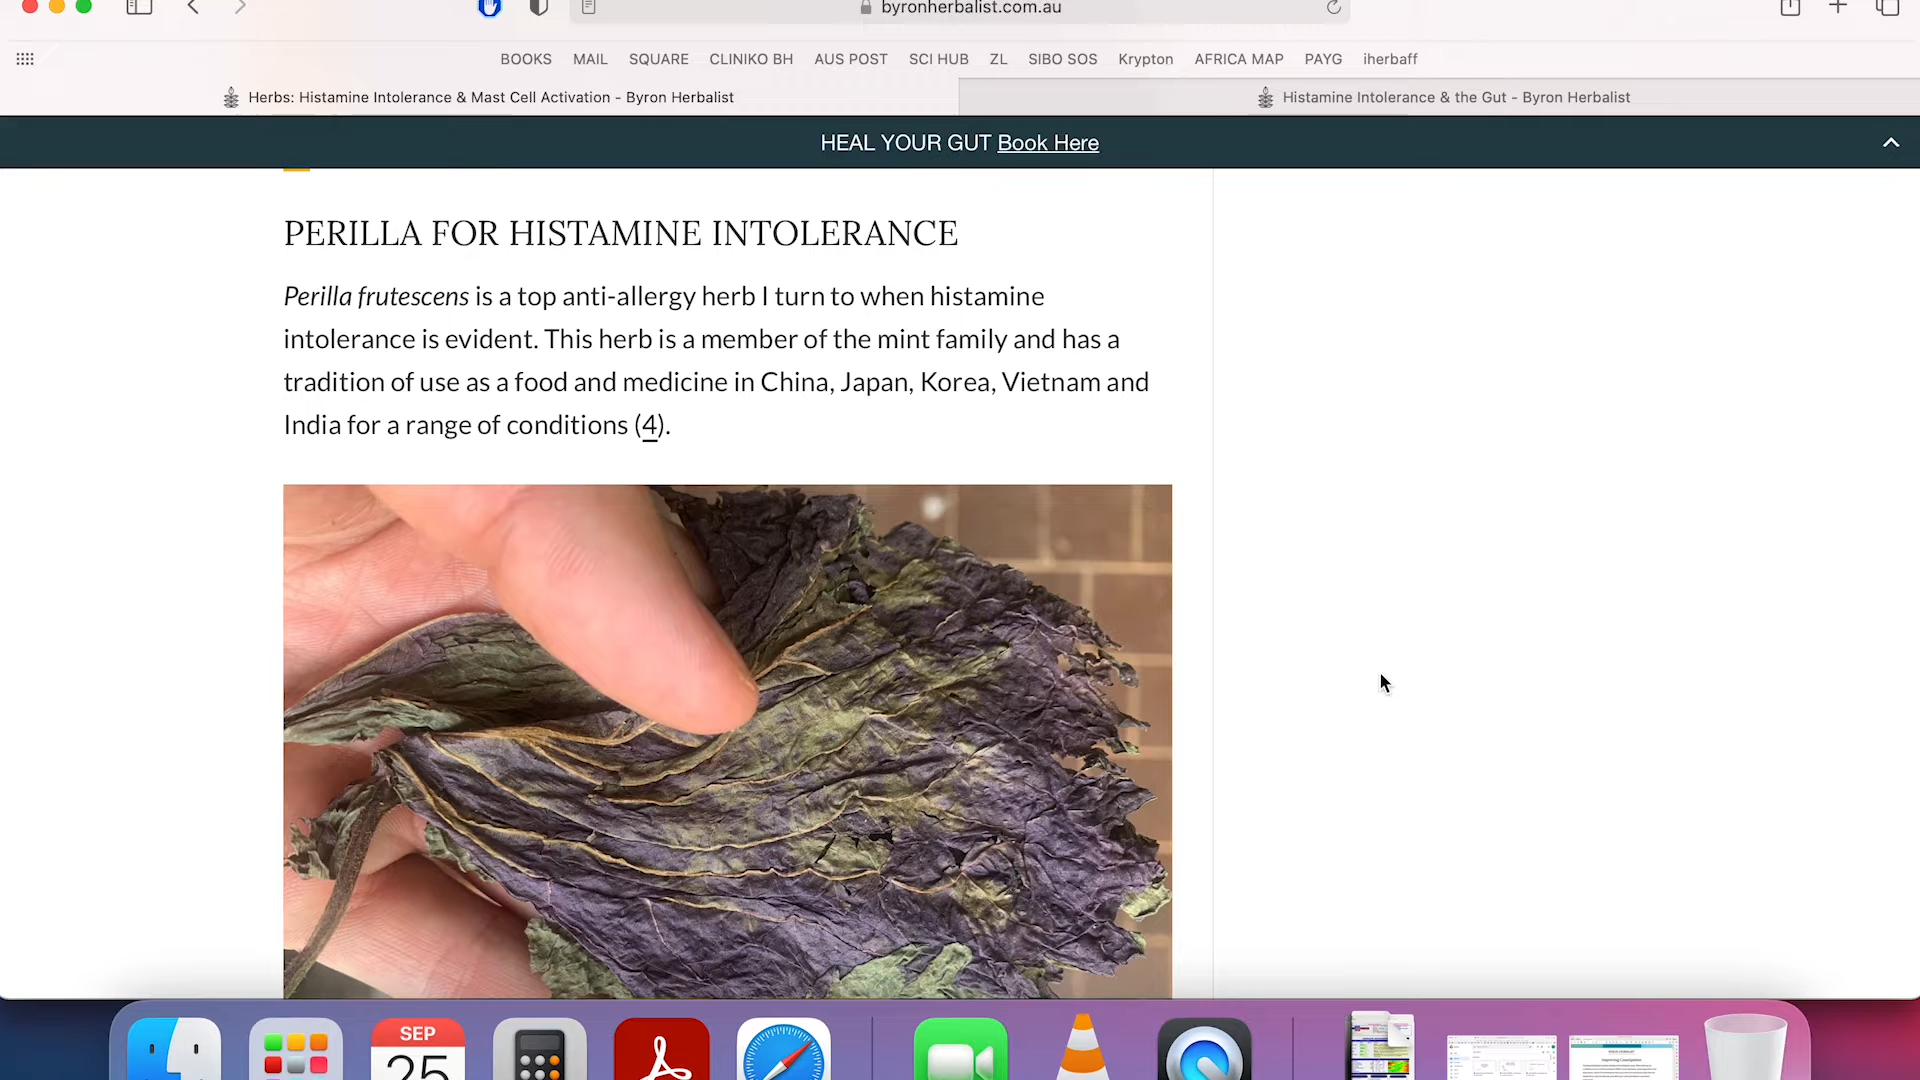 byronherbalist.com.au
BOOKS MAIL SQUARE CLINIKO BH AUS POST SCI HUB ZL SIBO SOS Krypton AFRICA MAP PAYG iherbaff
Herbs: Histamine Intolerance & Mast Cell Activation - Byron Herbalist
Histamine Intolerance & the Gut - Byron Herbalist
HEAL YOUR GUT Book Here
PERILLA FOR HISTAMINE INTOLERANCE
Perilla frutescens is a top anti-allergy herb I turn to when histamine
intolerance is evident. This herb is a member of the mint family and has a
tradition of use as a food and medicine in China, Japan, Korea, Vietnam and
India for a range of conditions (4).
SEP
25